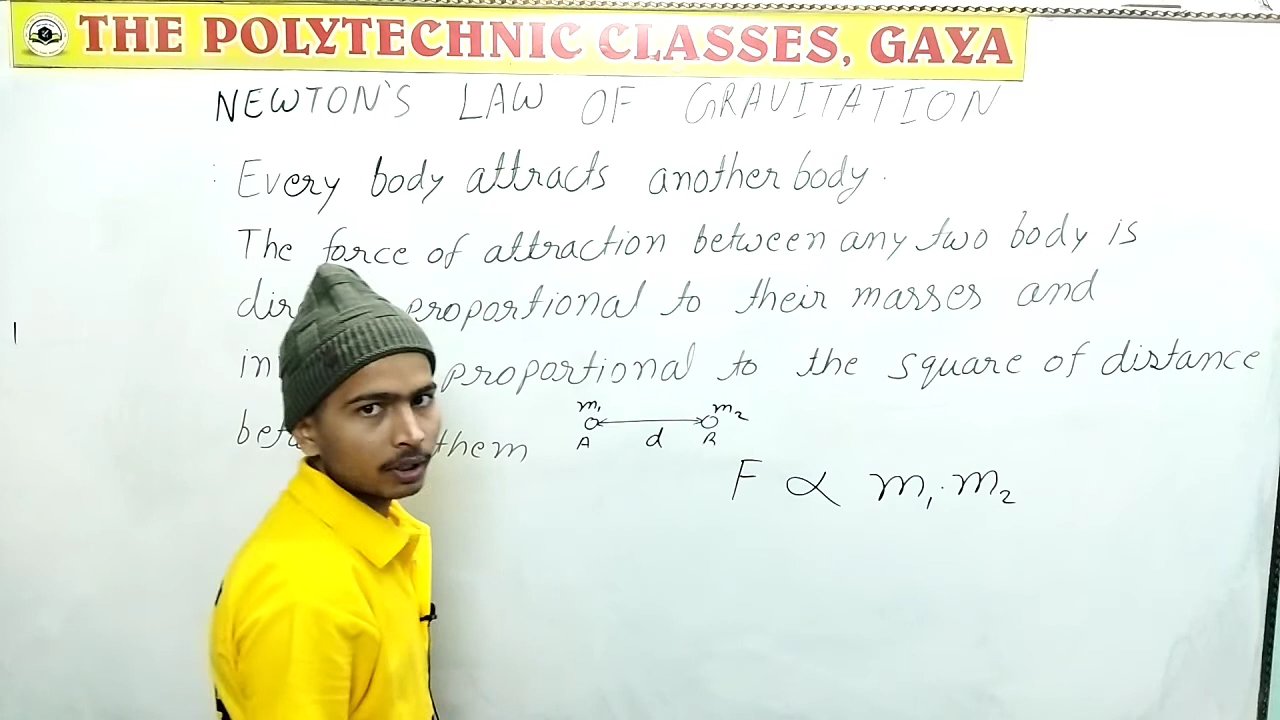 THE POLYTECHNIC CLASSES, GAYA
NEWTON'S LAW OF GRAVITATION
Every body attracts another body.
The force of attraction between any two body is
proportional to their masses and
proportional to the square of distance
them
m1 m2
A d B
F ∝ m1.m2